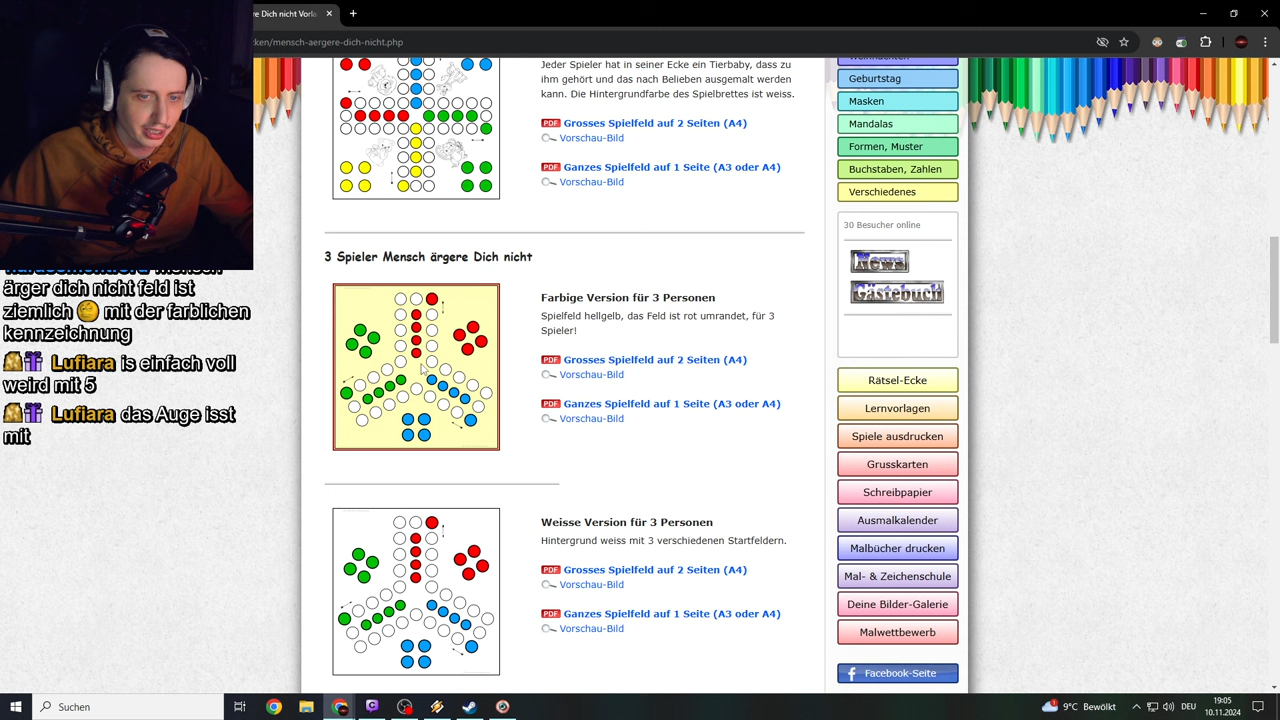 re Dich nicht Vorla
ken/mensch-aergere-dich-nicht.php
Jeder Spieler hat in seiner Ecke ein Tierbaby, dass zu
ihm gehört und das nach Belieben ausgemalt werden
kann. Die Hintergrundfarbe des Spielbrettes ist weiss.
PDF Grosses Spielfeld auf 2 Seiten (A4)
Vorschau-Bild
PDF Ganzes Spielfeld auf 1 Seite (A3 oder A4)
Vorschau-Bild
3 Spieler Mensch ärgere Dich nicht
Farbige Version für 3 Personen
Spielfeld hellgelb, das Feld ist rot umrandet, für 3
Spieler!
PDF Grosses Spielfeld auf 2 Seiten (A4)
Vorschau-Bild
PDF Ganzes Spielfeld auf 1 Seite (A3 oder A4)
Vorschau-Bild
Weisse Version für 3 Personen
Hintergrund weiss mit 3 verschiedenen Startfeldern.
PDF Grosses Spielfeld auf 2 Seiten (A4)
Vorschau-Bild
PDF Ganzes Spielfeld auf 1 Seite (A3 oder A4)
Vorschau-Bild
Geburtstag
Masken
Mandalas
Formen, Muster
Buchstaben, Zahlen
Verschiedenes
30 Besucher online
News
Gästebuch
Rätsel-Ecke
Lernvorlagen
Spiele ausdrucken
Grusskarten
Schreibpapier
Ausmalkalender
Malbücher drucken
Mal- & Zeichenschule
Deine Bilder-Galerie
Malwettbewerb
Facebook-Seite
ärger dich nicht feld ist
ziemlich mit der farblichen
kennzeichnung
Lufiara is einfach voll
weird mit 5
Lufiara das Auge isst
mit
Suchen
9°C Bewölkt
DEU
19:05
10.11.2024